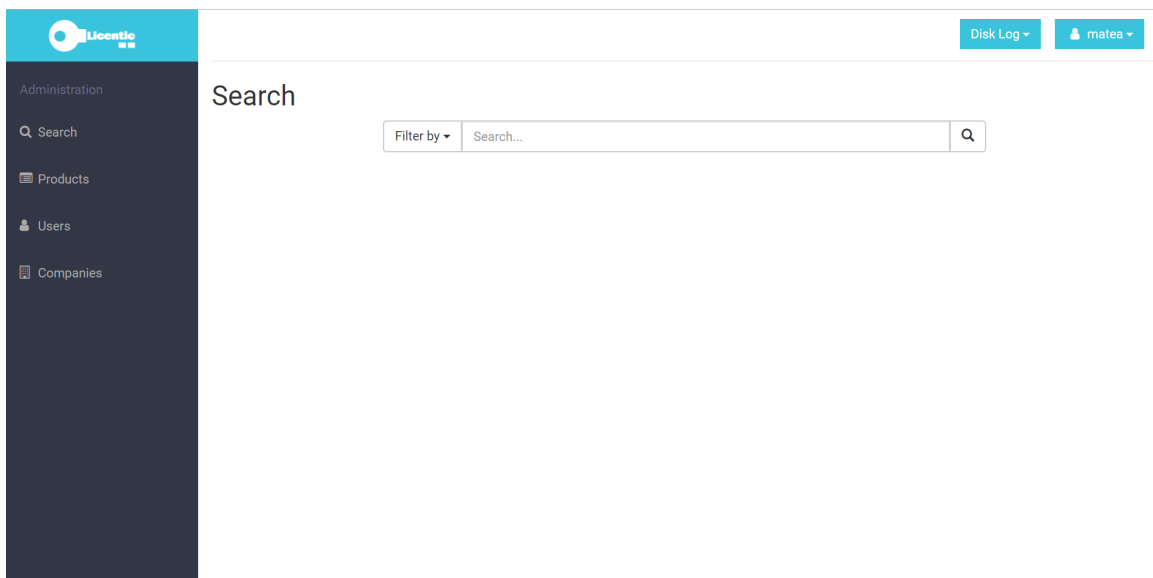 Licentic
Disk Log
matea
Administration
Search
Products
Users
Companies
Search
Filter by
Search...